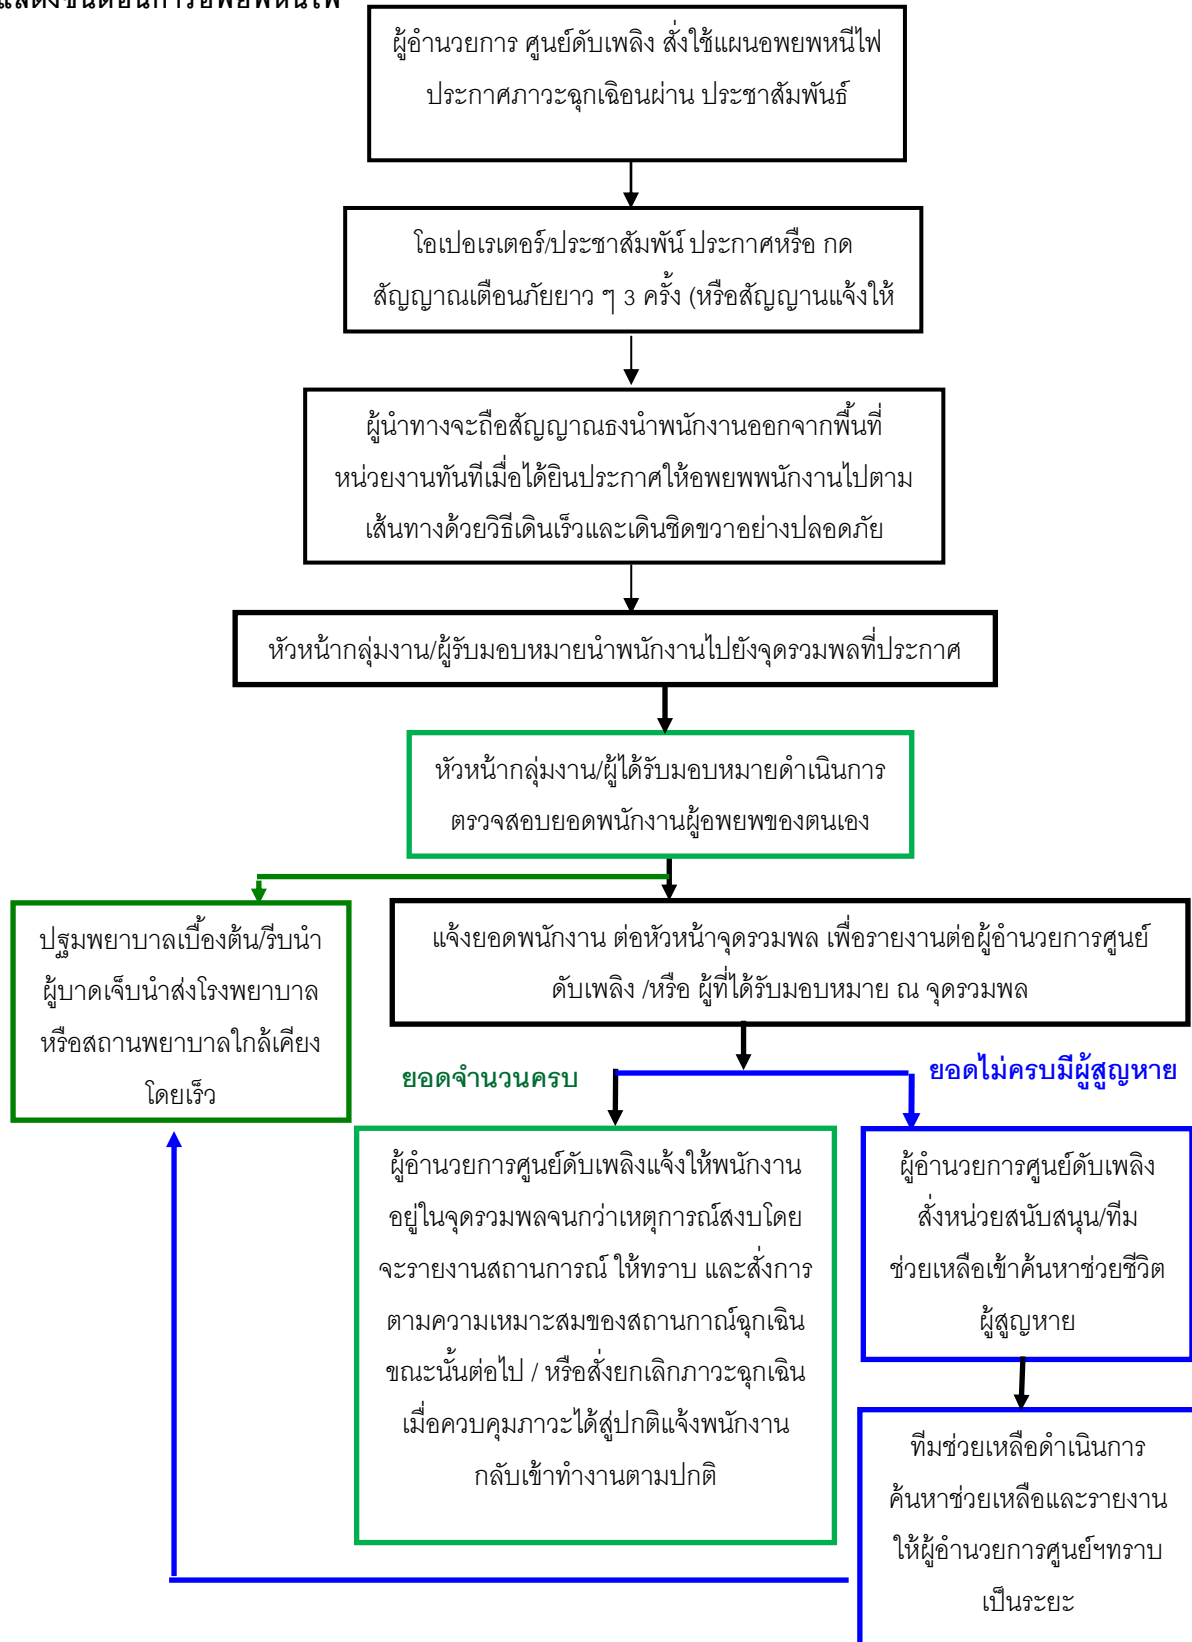 แสดงขั้นตอนการอพยพหนีไฟ
ผู้อำนวยการ ศูนย์ดับเพลิง สั่งใช้แผนอพยพหนีไฟ
ประกาศภาวะฉุกเฉิอนผ่าน ประชาสัมพันธ์
โอเปอเรเตอร์/ประชาสัมพัน์ ประกาศหรือ กด
สัญญาณเตือนภัยยาว ๆ 3 ครั้ง (หรือสัญญานแจ้งให้
ผู้นำทางจะถือสัญญาณธงนำพนักงานออกจากพื้นที่
หน่วยงานทันทีเมื่อได้ยินประกาศให้อพยพพนักงานไปตาม
เส้นทางด้วยวิธีเดินเร็วและเดินชิดขวาอย่างปลอดภัย
หัวหน้ากลุ่มงาน/ผู้รับมอบหมายนำพนักงานไปยังจุดรวมพลที่ประกาศ
หัวหน้ากลุ่มงาน/ผู้ได้รับมอบหมายดำเนินการ
ตรวจสอบยอดพนักงานผู้อพยพของตนเอง
ปฐมพยาบาลเบื้องต้น/รีบนำ
ผู้บาดเจ็บนำส่งโรงพยาบาล
หรือสถานพยาบาลใกล้เคียง
โดยเร็ว
แจ้งยอดพนักงาน ต่อหัวหน้าจุดรวมพล เพื่อรายงานต่อผู้อำนวยการศูนย์
ดับเพลิง /หรือ ผู้ที่ได้รับมอบหมาย ณ จุดรวมพล
ยอดจำนวนครบ
ยอดไม่ครบมีผู้สูญหาย
ผู้อำนวยการศูนย์ดับเพลิงแจ้งให้พนักงาน
อยู่ในจุดรวมพลจนกว่าเหตุการณ์สงบโดย
จะรายงานสถานการณ์ ให้ทราบ และสั่งการ
ตามความเหมาะสมของสถานกาณ์ฉุกเฉิน
ขณะนั้นต่อไป / หรือสั่งยกเลิกภาวะฉุกเฉิน
เมื่อควบคุมภาวะได้สู่ปกติแจ้งพนักงาน
กลับเข้าทำงานตามปกติ
ผู้อำนวยการศูนย์ดับเพลิง
สั่งหน่วยสนับสนุน/ทีม
ช่วยเหลือเข้าค้นหาช่วยชีวิต
ผู้สูญหาย
ทีมช่วยเหลือดำเนินการ
ค้นหาช่วยเหลือและรายงาน
ให้ผู้อำนวยการศูนย์ฯทราบ
เป็นระยะ